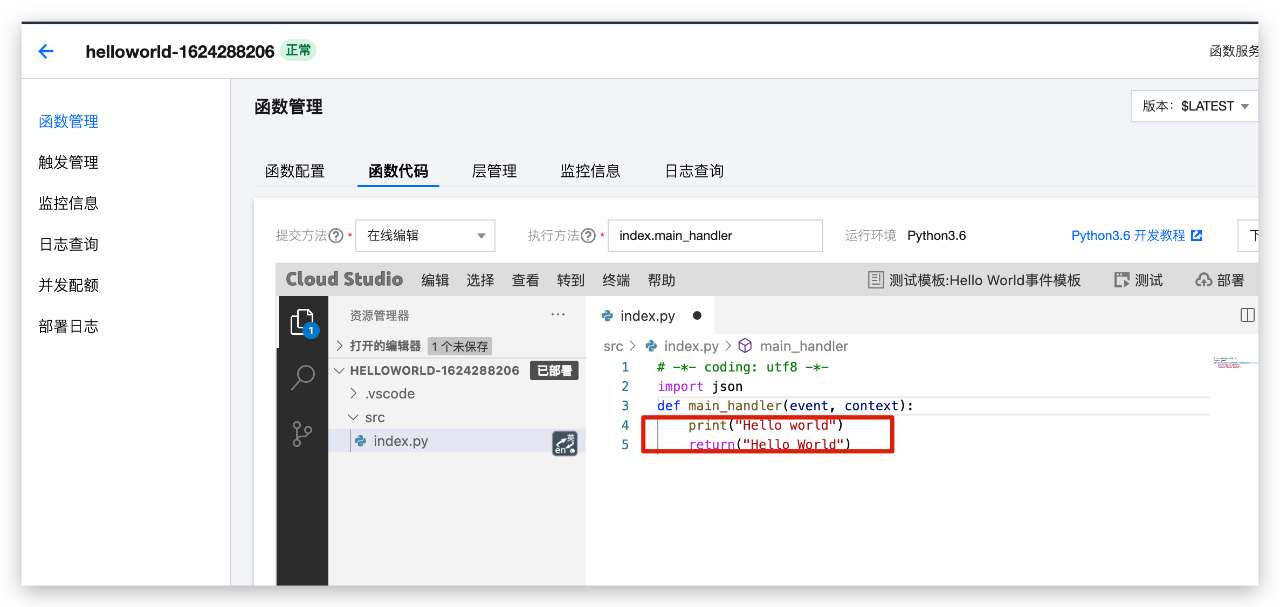 helloworld-1624288206 正常
函数服务
函数管理
触发管理
监控信息
日志查询
并发配额
部署日志
函数管理
版本: $LATEST
函数配置 函数代码 层管理 监控信息 日志查询
提交方法 ? * 在线编辑 执行方法 ? * index.main_handler 运行环境 Python3.6 Python3.6 开发教程 下
Cloud Studio 编辑 选择 查看 转到 终端 帮助 测试模板:Hello World事件模板 测试 部署
1
资源管理器 ···
打开的编辑器 1 个未保存
HELLOWORLD-1624288206 已部署
.vscode
src
index.py
en 英
index.py
src > index.py > main_handler
1 # -*- coding: utf8 -*-
2 import json
3 def main_handler(event, context):
4 print("Hello world")
5 return("Hello World")